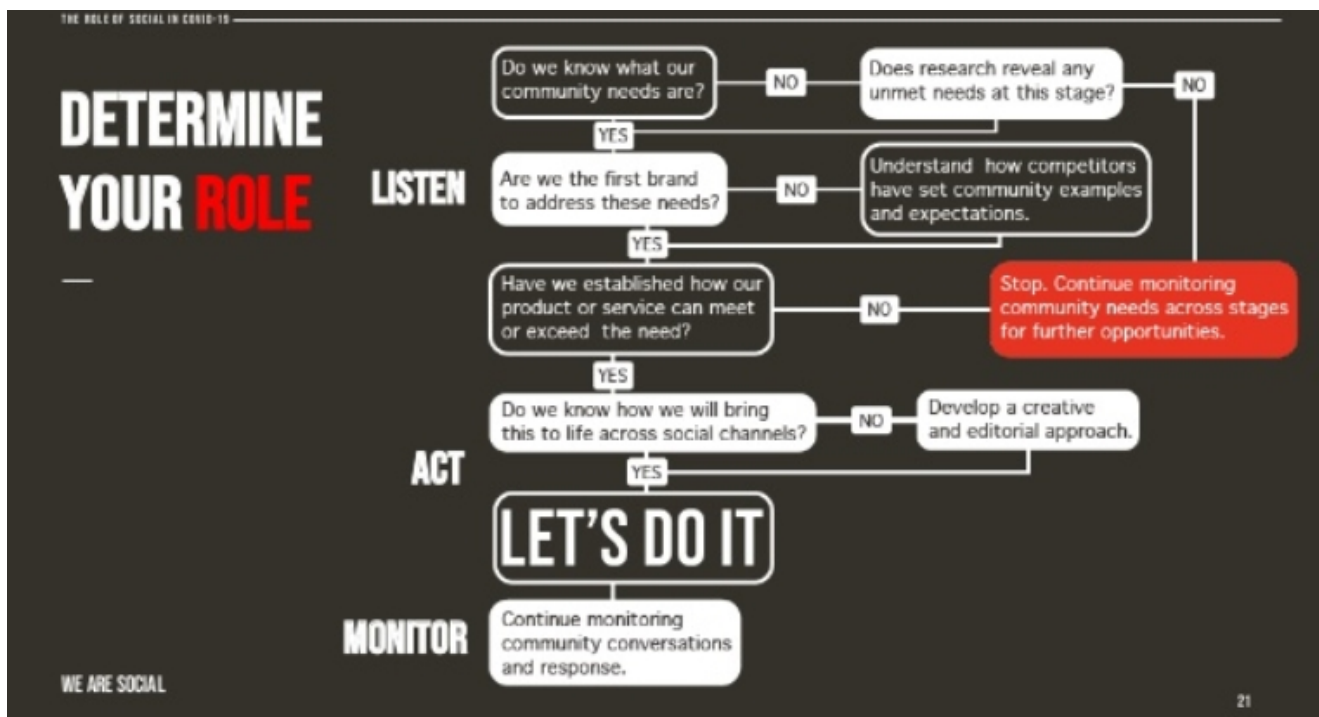 THE ROLE OF SOCIAL IN COVID-19
DETERMINE
YOUR ROLE
LISTEN
Do we know what our
community needs are?
NO
Does research reveal any
unmet needs at this stage?
NO
YES
Are we the first brand
to address these needs?
NO
Understand how competitors
have set community examples
and expectations.
YES
Have we established how our
product or service can meet
or exceed the need?
NO
Stop. Continue monitoring
community needs across stages
for further opportunities.
YES
ACT
Do we know how we will bring
this to life across social channels?
NO
Develop a creative
and editorial approach.
YES
LET'S DO IT
MONITOR
Continue monitoring
community conversations
and response.
WE ARE SOCIAL
21